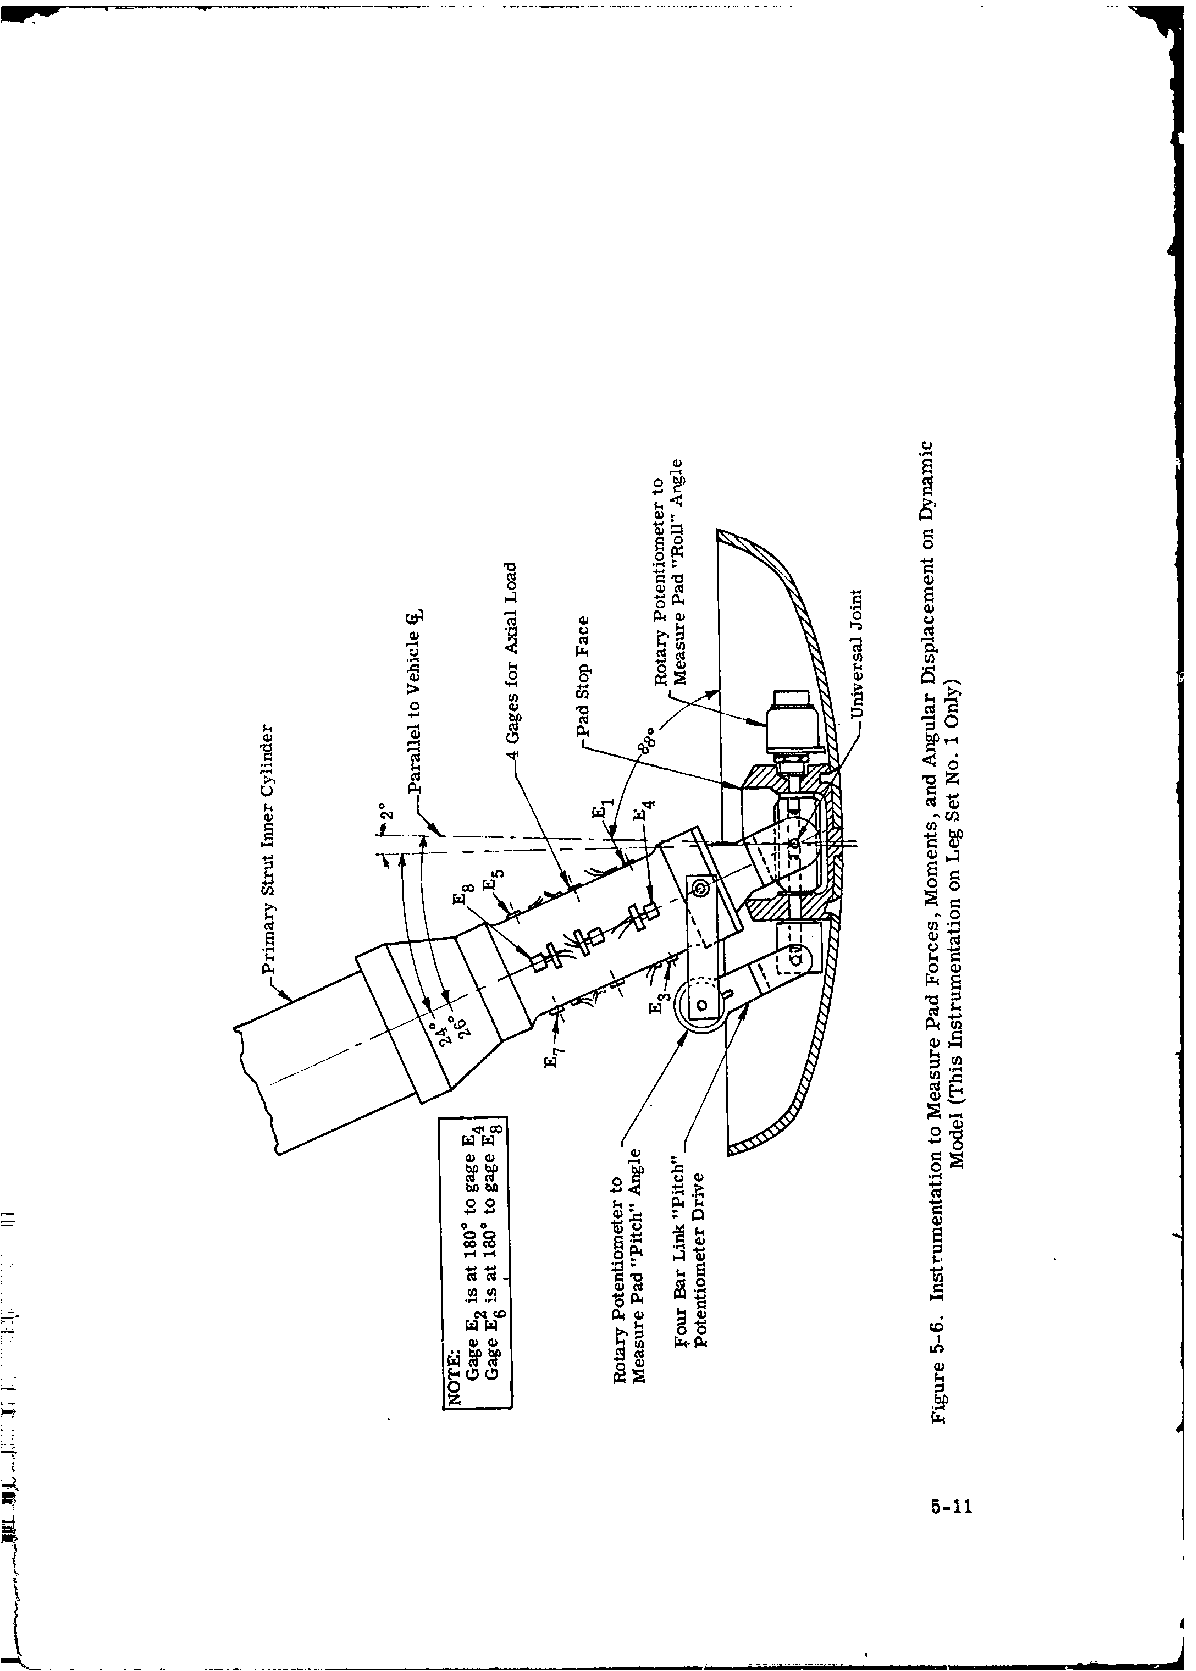 Primary Strut Inner Cylinder
2°
Parallel to Vehicle ℄
24°
26°
4 Gages for Axial Load
E8
E5
E1
E4
E7
E3
Pad Stop Face
88°
Rotary Potentiometer to
Measure Pad "Roll" Angle
Universal Joint
NOTE:
Gage E2 is at 180° to gage E4
Gage E6 is at 180° to gage E8
Rotary Potentiometer to
Measure Pad "Pitch" Angle
Four Bar Link "Pitch"
Potentiometer Drive
Figure 5-6. Instrumentation to Measure Pad Forces, Moments, and Angular Displacement on Dynamic
Model (This Instrumentation on Leg Set No. 1 Only)
5-11